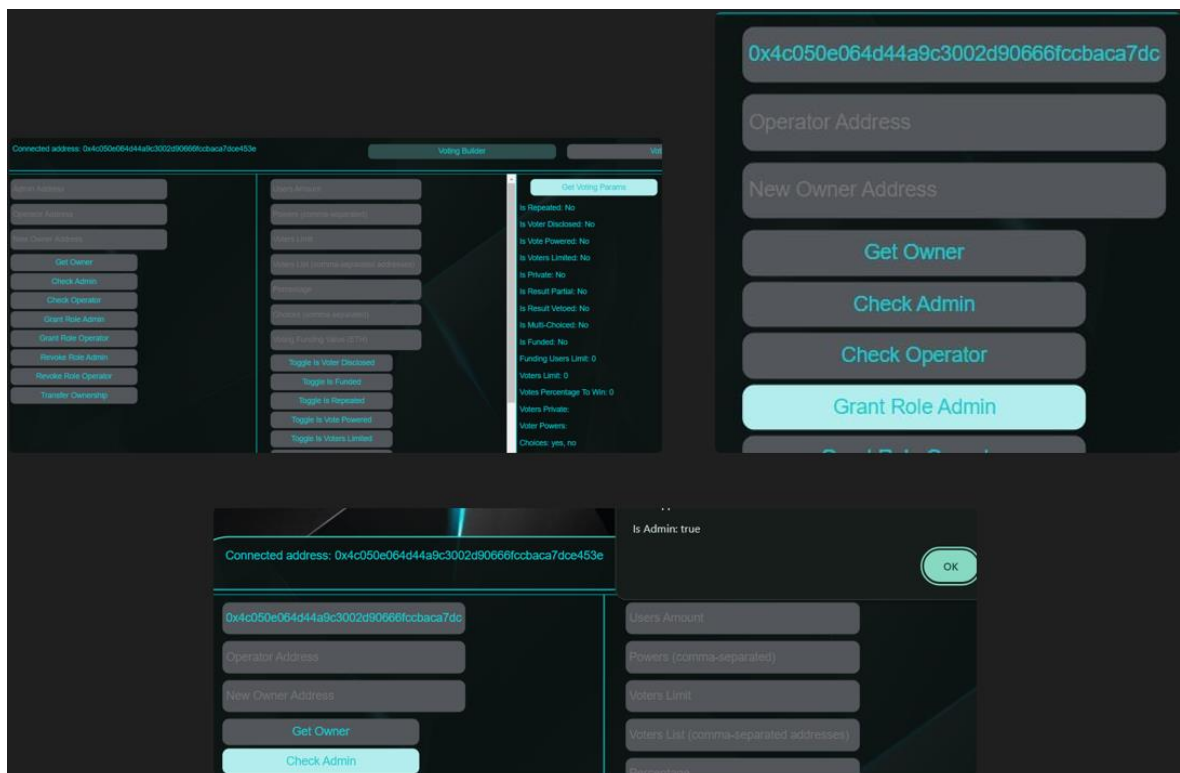 Connected address: 0x4c050e064d44a9c3002d90666fccbaca7dce453e
Voting Builder
Vot
Admin Address
Operator Address
New Owner Address
Get Owner
Check Admin
Check Operator
Grant Role Admin
Grant Role Operator
Revoke Role Admin
Revoke Role Operator
Transfer Ownership
Users Amount
Powers (comma-separated)
Voters Limit
Voters List (comma-separated addresses)
Percentage
Choices (comma-separated)
Voting Funding Value (ETH)
Toggle Is Voter Disclosed
Toggle Is Funded
Toggle Is Repeated
Toggle Is Vote Powered
Toggle Is Voters Limited
Get Voting Params
Is Repeated: No
Is Voter Disclosed: No
Is Vote Powered: No
Is Voters Limited: No
Is Private: No
Is Result Partial: No
Is Result Vetoed: No
Is Multi-Choiced: No
Is Funded: No
Funding Users Limit: 0
Voters Limit: 0
Votes Percentage To Win: 0
Voters Private:
Voter Powers:
Choices: yes, no
0x4c050e064d44a9c3002d90666fccbaca7dc
Operator Address
New Owner Address
Get Owner
Check Admin
Check Operator
Grant Role Admin
Connected address: 0x4c050e064d44a9c3002d90666fccbaca7dce453e
0x4c050e064d44a9c3002d90666fccbaca7dc
Operator Address
New Owner Address
Get Owner
Check Admin
Is Admin: true
OK
Users Amount
Powers (comma-separated)
Voters Limit
Voters List (comma-separated addresses)